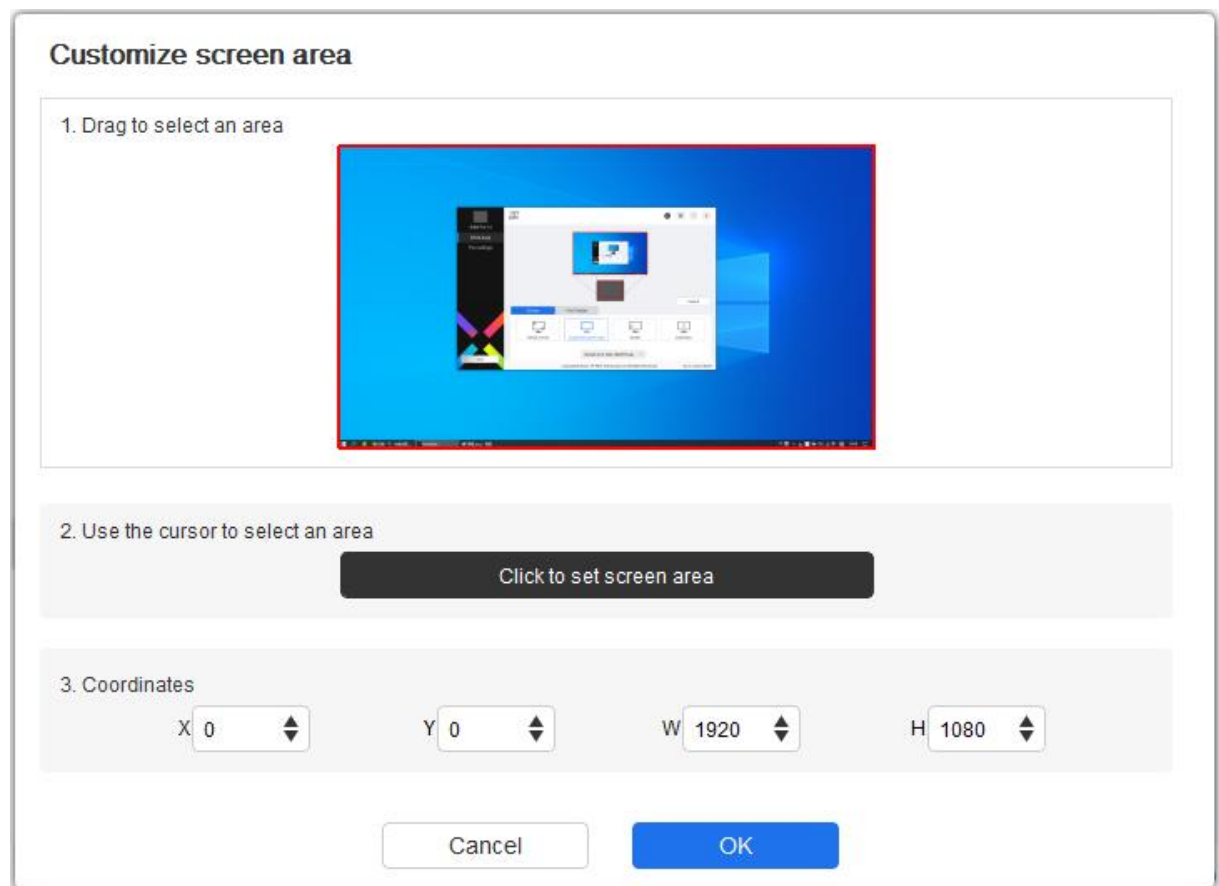 Customize screen area
1. Drag to select an area
2. Use the cursor to select an area
Click to set screen area
3. Coordinates
X 0 Y 0 W 1920 H 1080
Cancel OK